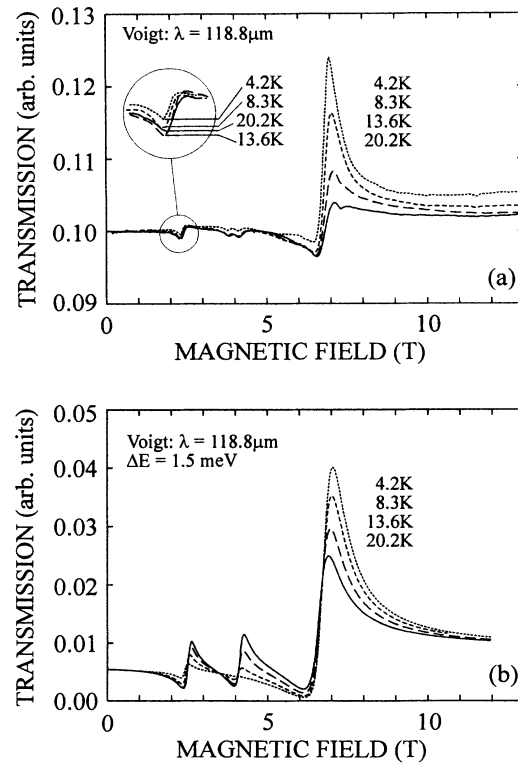 0.13
Voigt: λ = 118.8μm
0.12
4.2K
8.3K
20.2K
13.6K
4.2K
8.3K
13.6K
20.2K
0.11
0.10
0.09
TRANSMISSION (arb. units)
(a)
0
5
10
MAGNETIC FIELD (T)
0.05
Voigt: λ = 118.8μm
ΔE = 1.5 meV
0.04
4.2K
8.3K
13.6K
20.2K
0.03
0.02
0.01
0.00
TRANSMISSION (arb. units)
(b)
0
5
10
MAGNETIC FIELD (T)